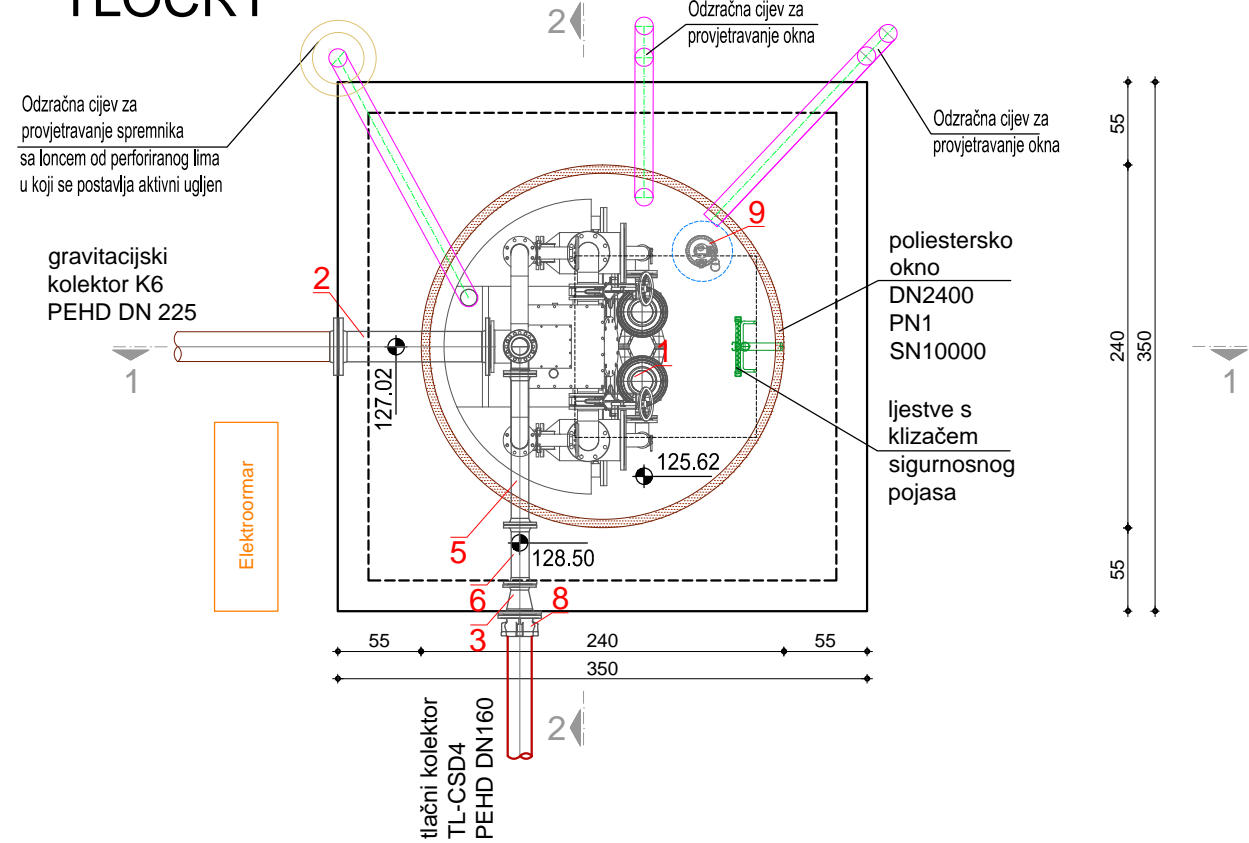 TLOCRT
2
Odzračna cijev za
provjetravanje okna
Odzračna cijev za
provjetravanje spremnika
sa loncem od perforiranog lima
u koji se postavlja aktivni ugljen
Odzračna cijev za
provjetravanje okna
55
240
350
55
9
gravitacijski
kolektor K6
PEHD DN 225
2
poliestersko
okno
DN2400
PN1
SN10000
1
1
1
127.02
ljestve s
klizačem
sigurnosnog
pojasa
125.62
Elektroormar
5
128.50
6
8
3
55
240
55
350
2
tlačni kolektor
TL-CSD4
PEHD DN160